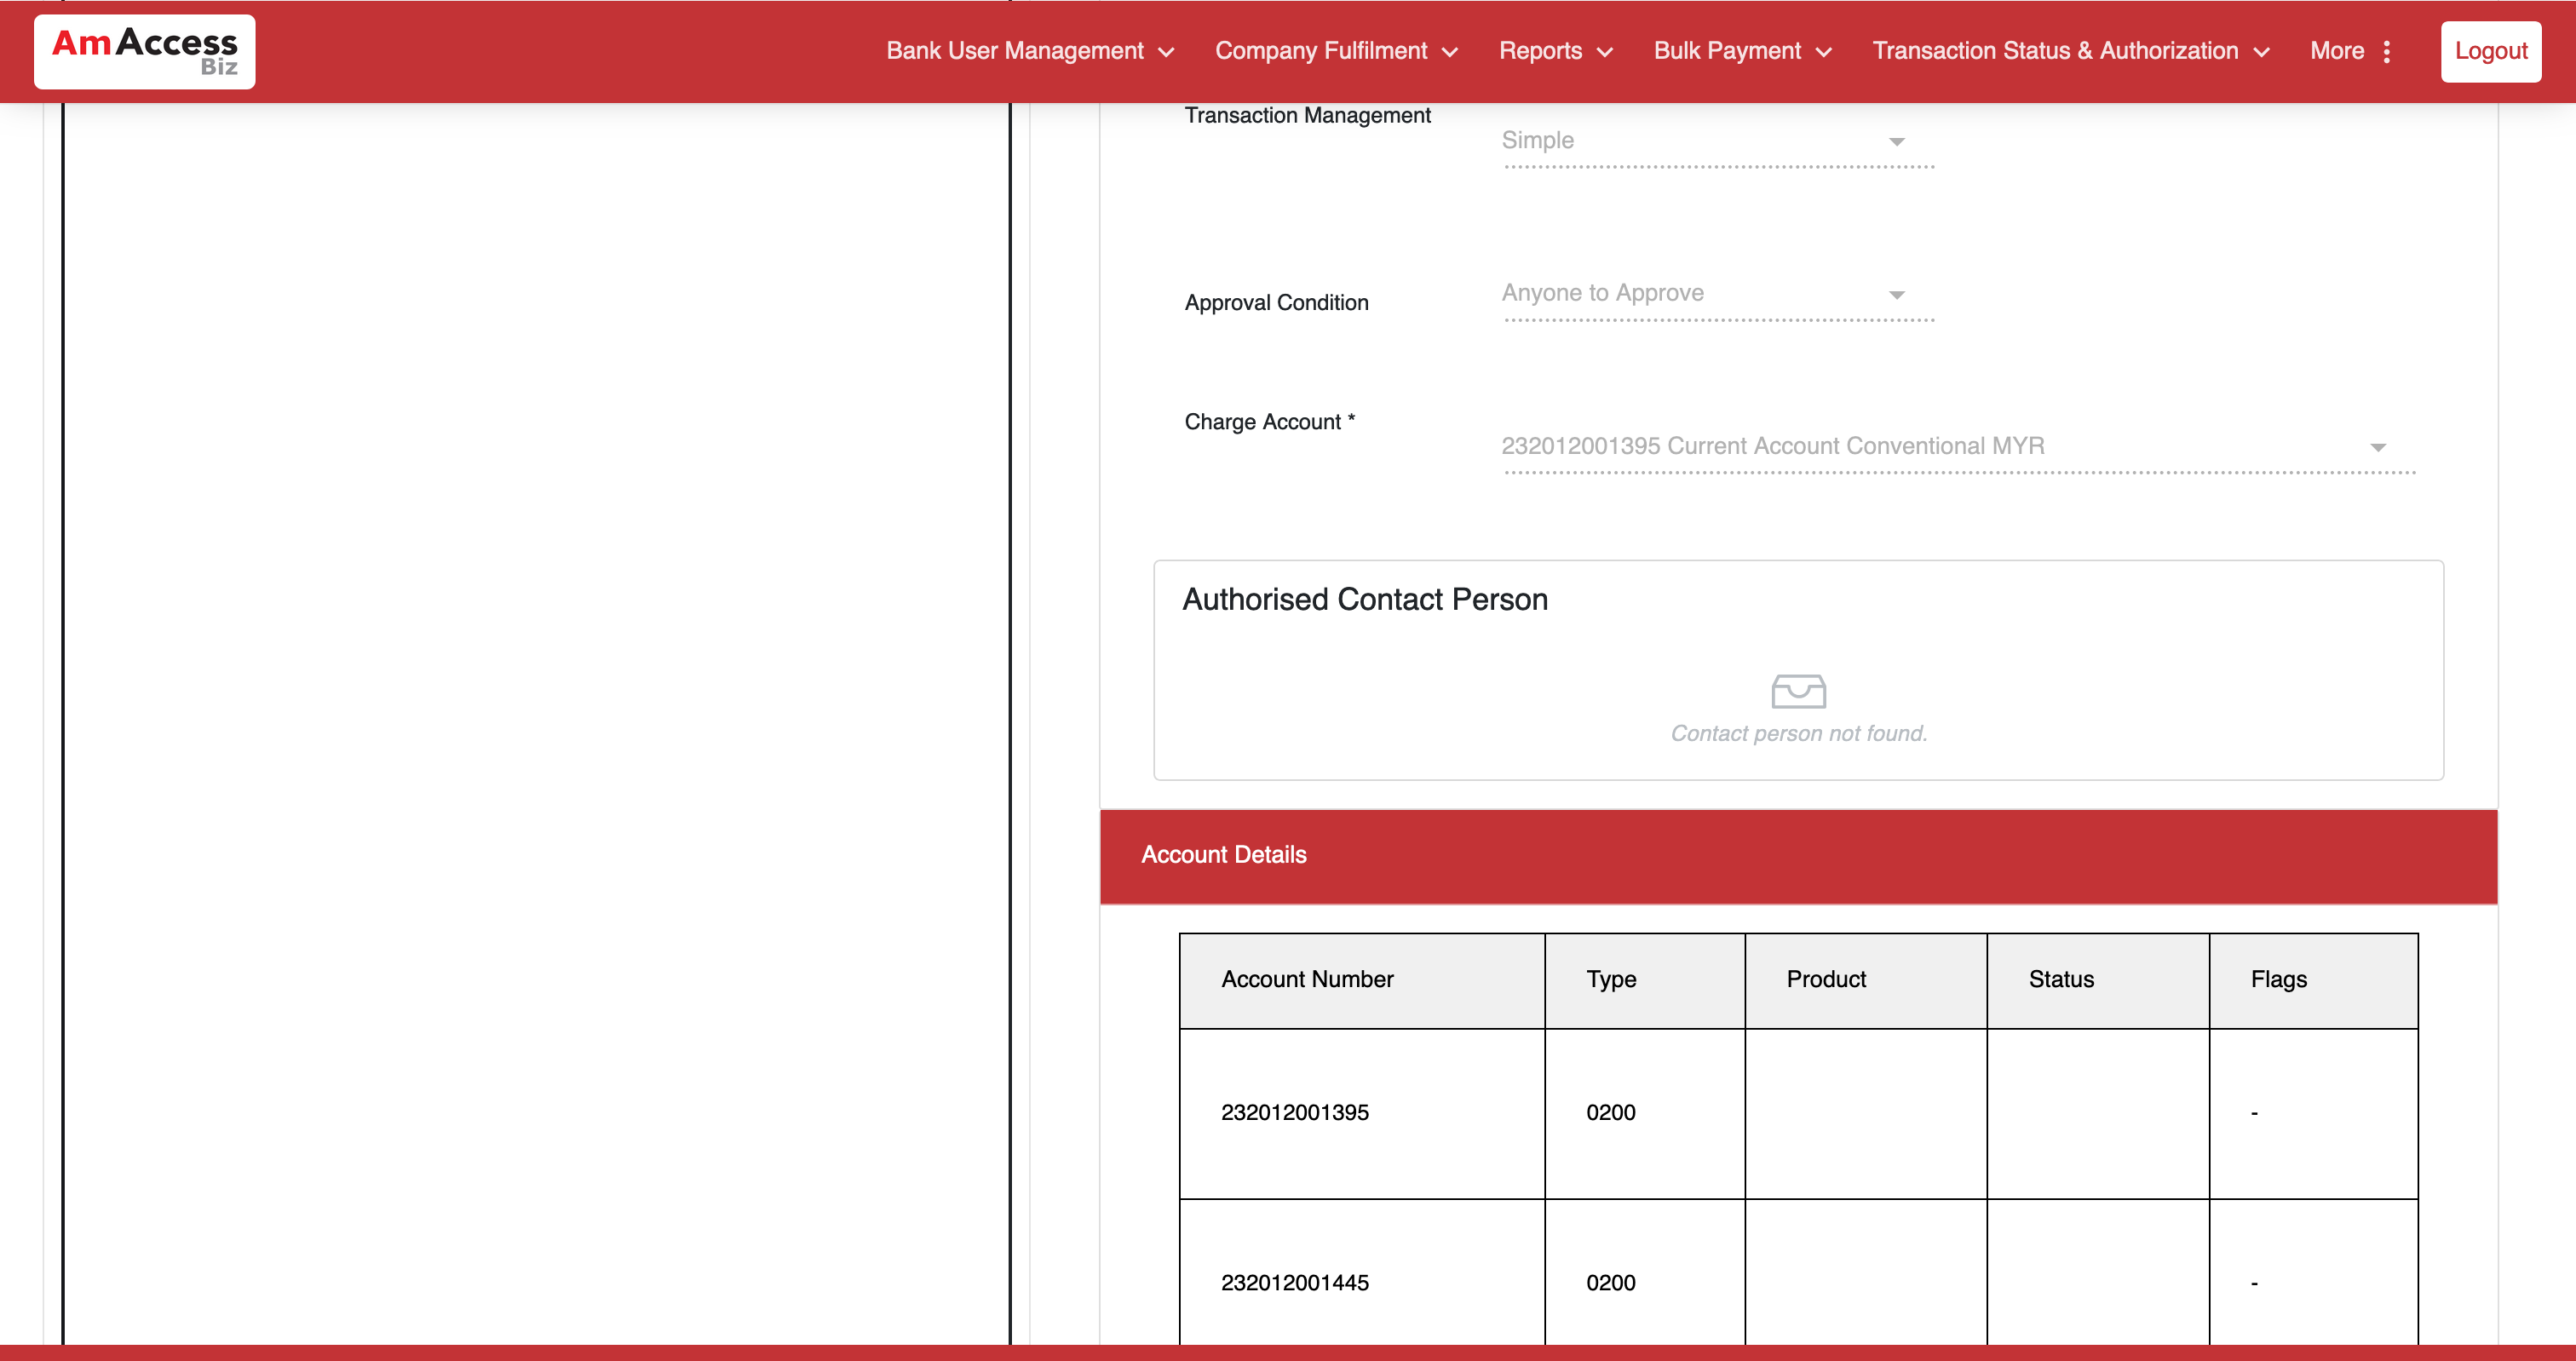 AmAccess
Biz
Bank User Management
Company Fulfilment
Reports
Bulk Payment
Transaction Status & Authorization
More
Logout
Transaction Management
Simple
Approval Condition
Anyone to Approve
Charge Account *
232012001395 Current Account Conventional MYR
Authorised Contact Person
Contact person not found.
Account Details
Account Number Type Product Status Flags
232012001395 0200 -
232012001445 0200 -